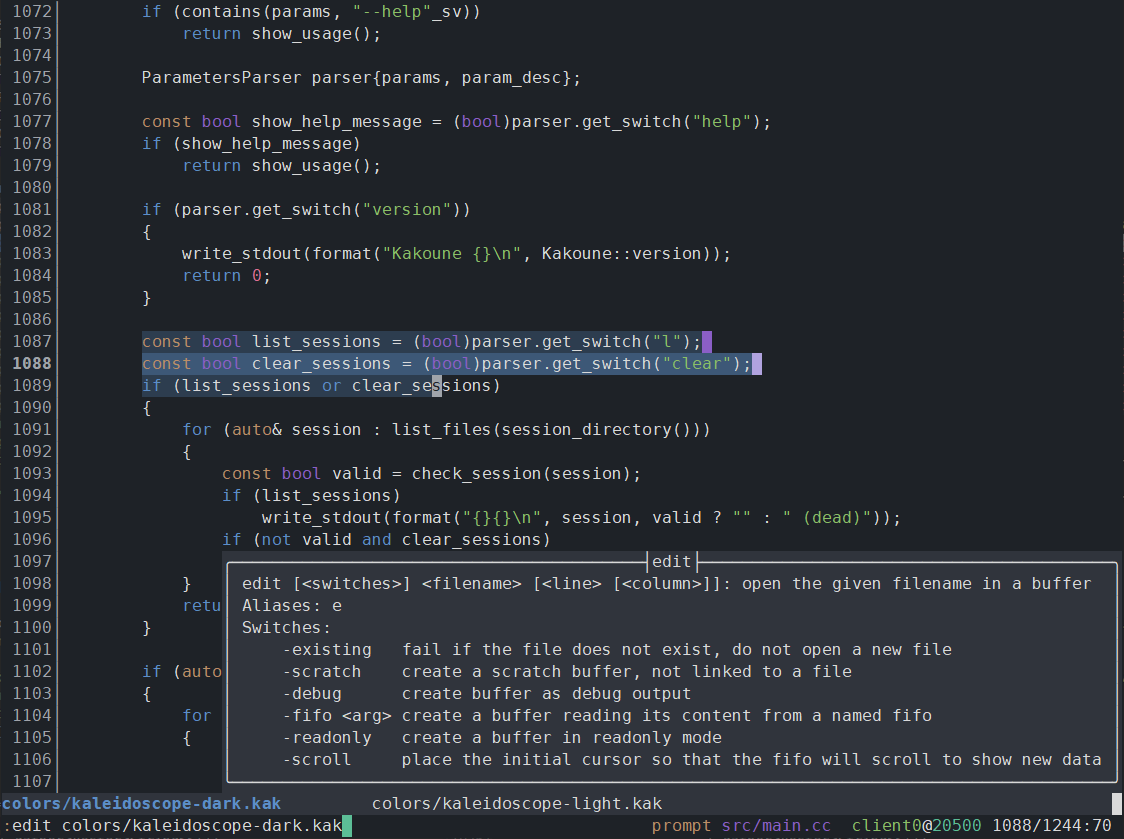 1072 if (contains(params, "--help"_sv))
1073 return show_usage();
1074
1075 ParametersParser parser{params, param_desc};
1076
1077 const bool show_help_message = (bool)parser.get_switch("help");
1078 if (show_help_message)
1079 return show_usage();
1080
1081 if (parser.get_switch("version"))
1082 {
1083 write_stdout(format("Kakoune {}\n", Kakoune::version));
1084 return 0;
1085 }
1086
1087 const bool list_sessions = (bool)parser.get_switch("l");
1088 const bool clear_sessions = (bool)parser.get_switch("clear");
1089 if (list_sessions or clear_sessions)
1090 {
1091 for (auto& session : list_files(session_directory()))
1092 {
1093 const bool valid = check_session(session);
1094 if (list_sessions)
1095 write_stdout(format("{}{}\n", session, valid ? "" : " (dead)"));
1096 if (not valid and clear_sessions)
1097 edit
1098 } edit [<switches>] <filename> [<line> [<column>]]: open the given filename in a buffer
1099 retu Aliases: e
1100 } Switches:
1101 -existing fail if the file does not exist, do not open a new file
1102 if (auto -scratch create a scratch buffer, not linked to a file
1103 { -debug create buffer as debug output
1104 for -fifo <arg> create a buffer reading its content from a named fifo
1105 { -readonly create a buffer in readonly mode
1106 -scroll place the initial cursor so that the fifo will scroll to show new data
1107
colors/kaleidoscope-dark.kak colors/kaleidoscope-light.kak
:edit colors/kaleidoscope-dark.kak prompt src/main.cc client0@20500 1088/1244:70